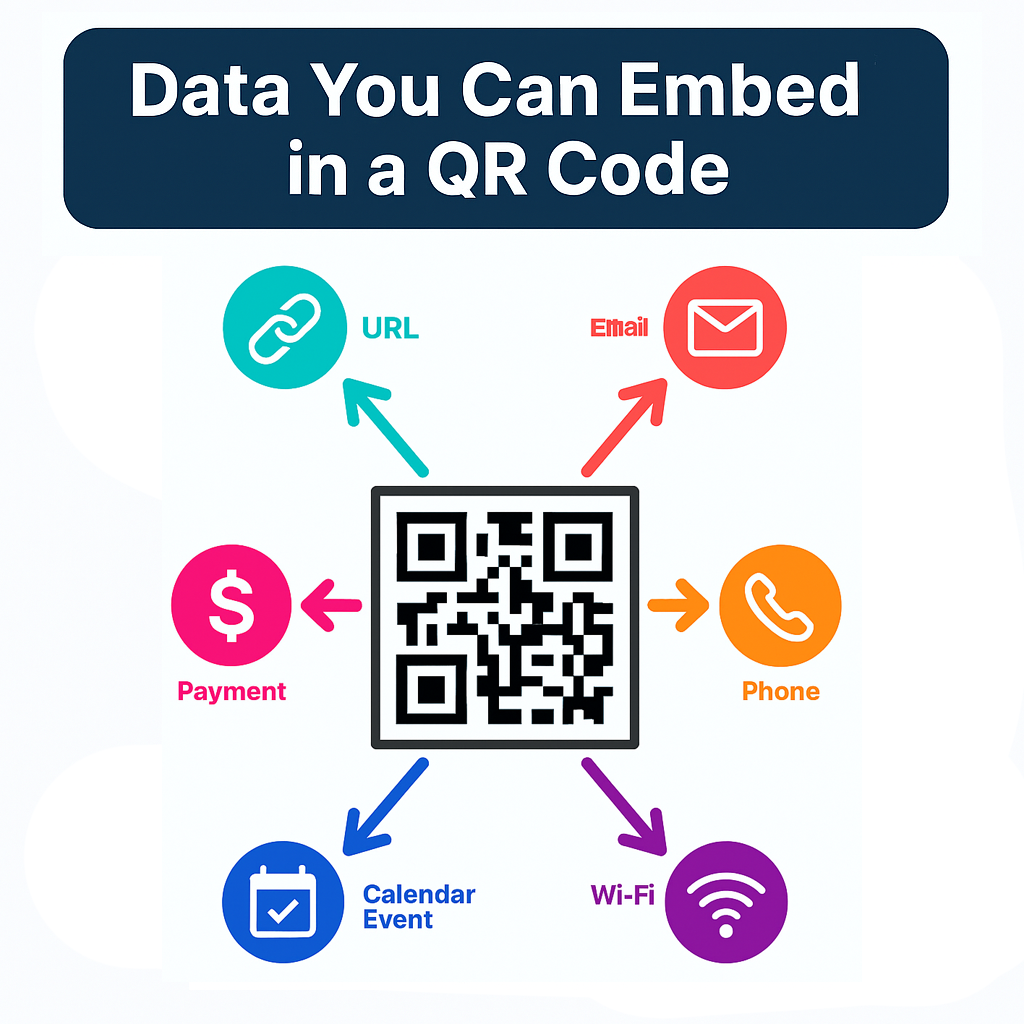 Data You Can Embed
in a QR Code
URL
Email
$
Payment
Phone
Calendar
Event
Wi-Fi